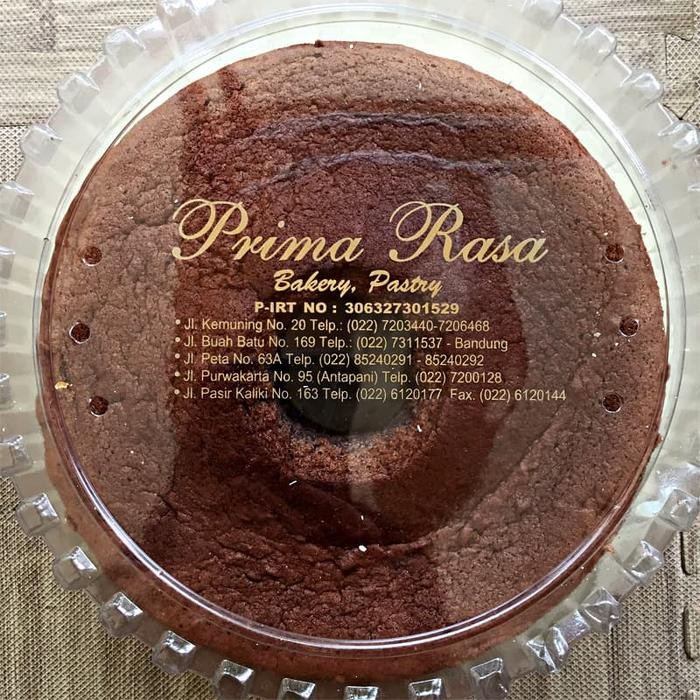 Prima Rasa
Bakery, Pastry
P-IRT NO : 306327301529
• Jl. Kemuning No. 20 Telp.: (022) 7203440-7206468
• Jl. Buah Batu No. 169 Telp.: (022) 7311537 - Bandung
• Jl. Peta No. 63A Telp. (022) 85240291 - 85240292
• Jl. Purwakarta No. 95 (Antapani) Telp. (022) 7200128
• Jl. Pasir Kaliki No. 163 Telp. (022) 6120177 Fax. (022) 6120144